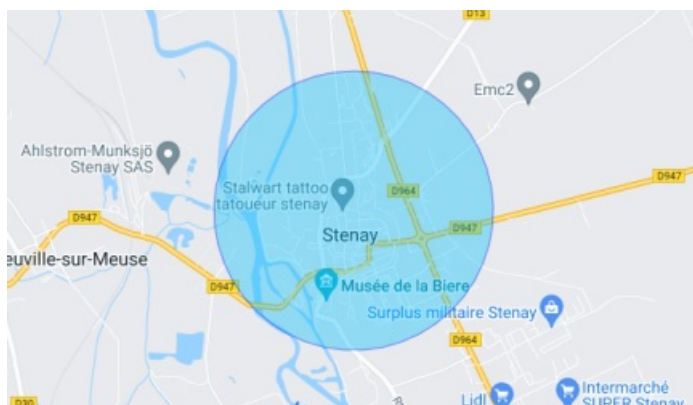 D13
Emc2
Ahlstrom-Munksjö
Stenay SAS
Stalwart tattoo
tatoueur stenay
D964
D947
D947
D947
Stenay
euville-sur-Meuse
Musée de la Biere
Surplus militaire Stenay
D964
D30
Lidl
Intermarché
SUPER Stenay